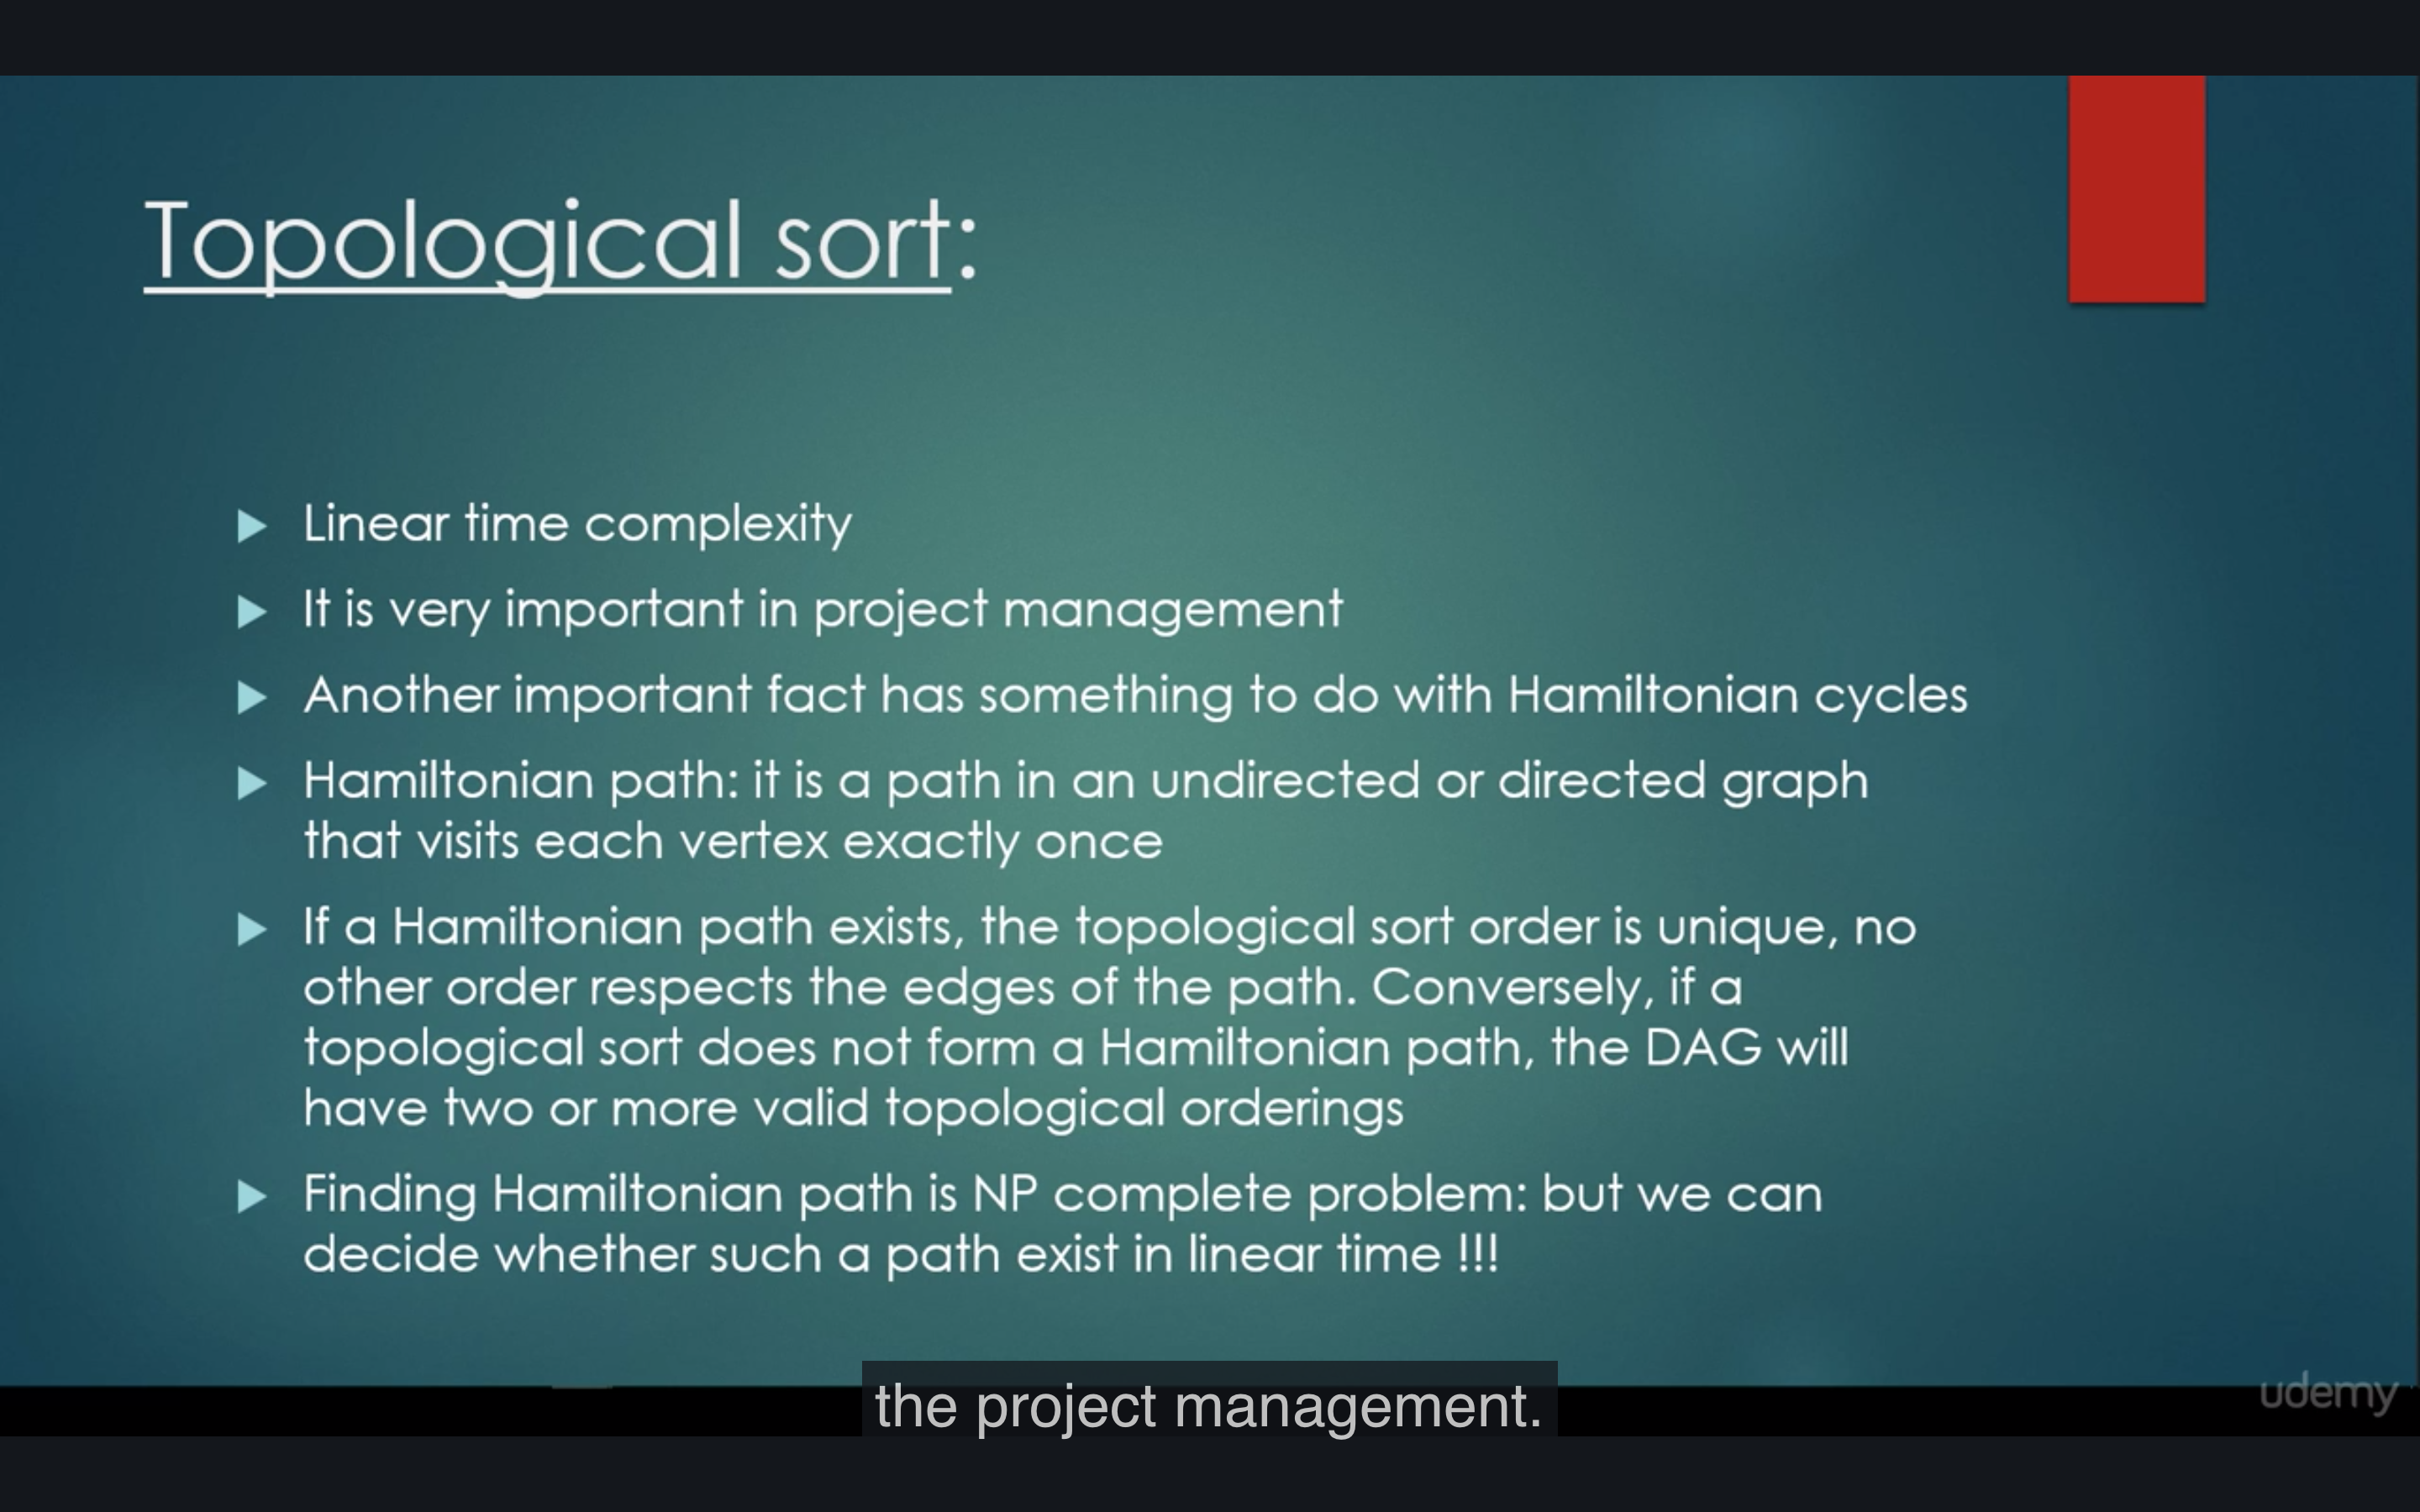 Topological sort:
Linear time complexity
It is very important in project management
Another important fact has something to do with Hamiltonian cycles
Hamiltonian path: it is a path in an undirected or directed graph
that visits each vertex exactly once
If a Hamiltonian path exists, the topological sort order is unique, no
other order respects the edges of the path. Conversely, if a
topological sort does not form a Hamiltonian path, the DAG will
have two or more valid topological orderings
Finding Hamiltonian path is NP complete problem: but we can
decide whether such a path exist in linear time !!!
the project management.
udemy